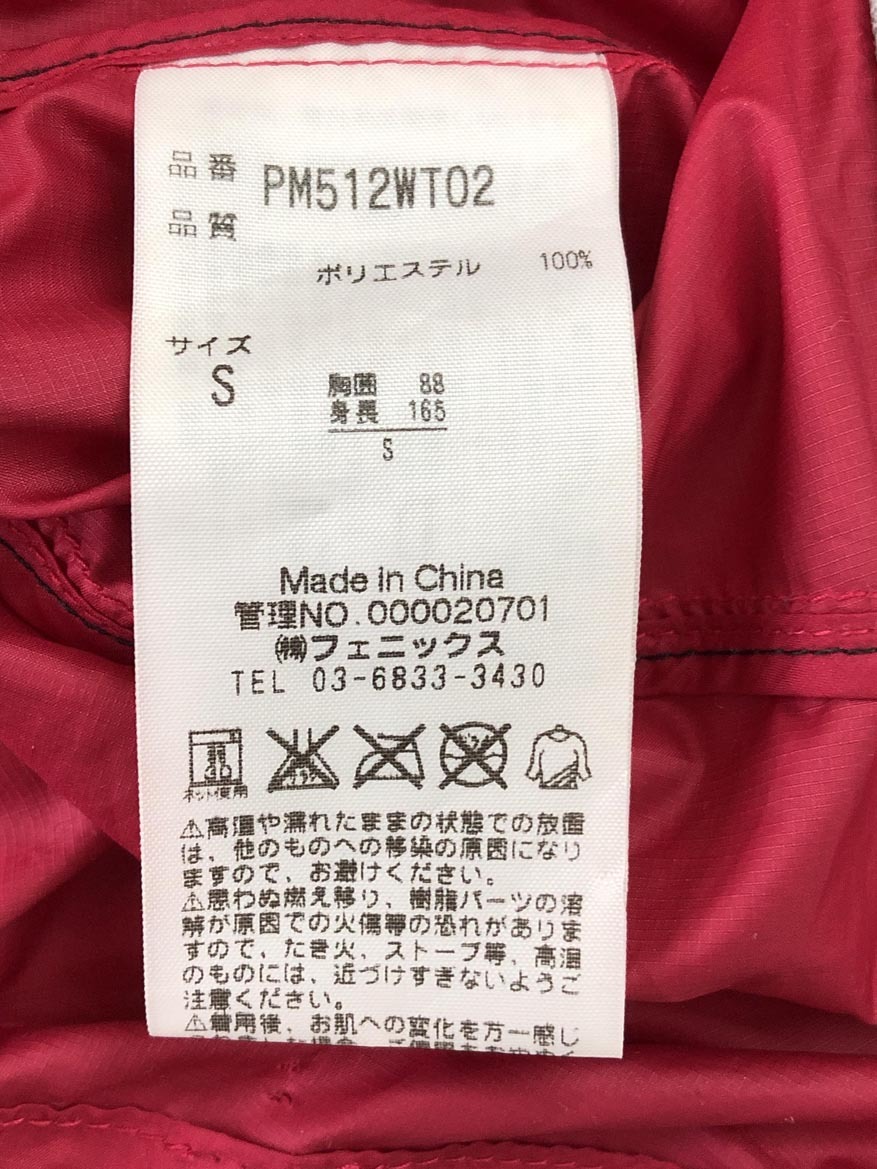 品番 PM512WT02
品質
ポリエステル 100%
サイズ
S
胸囲 88
身長 165
S
Made in China
管理NO.000020701
㈱フェニックス
TEL 03-6833-3430
ネット使用
⚠高温や濡れたままの状態での放置
は、他のものへの移染の原因になり
ますので、お避けください。
⚠思わぬ燃え移り、樹脂パーツの溶
解が原因での火傷等の恐れがありま
すので、たき火、ストーブ等、高温
のものには、近づけすぎないようご
注意ください。
⚠着用後、お肌への変化を万一感じ